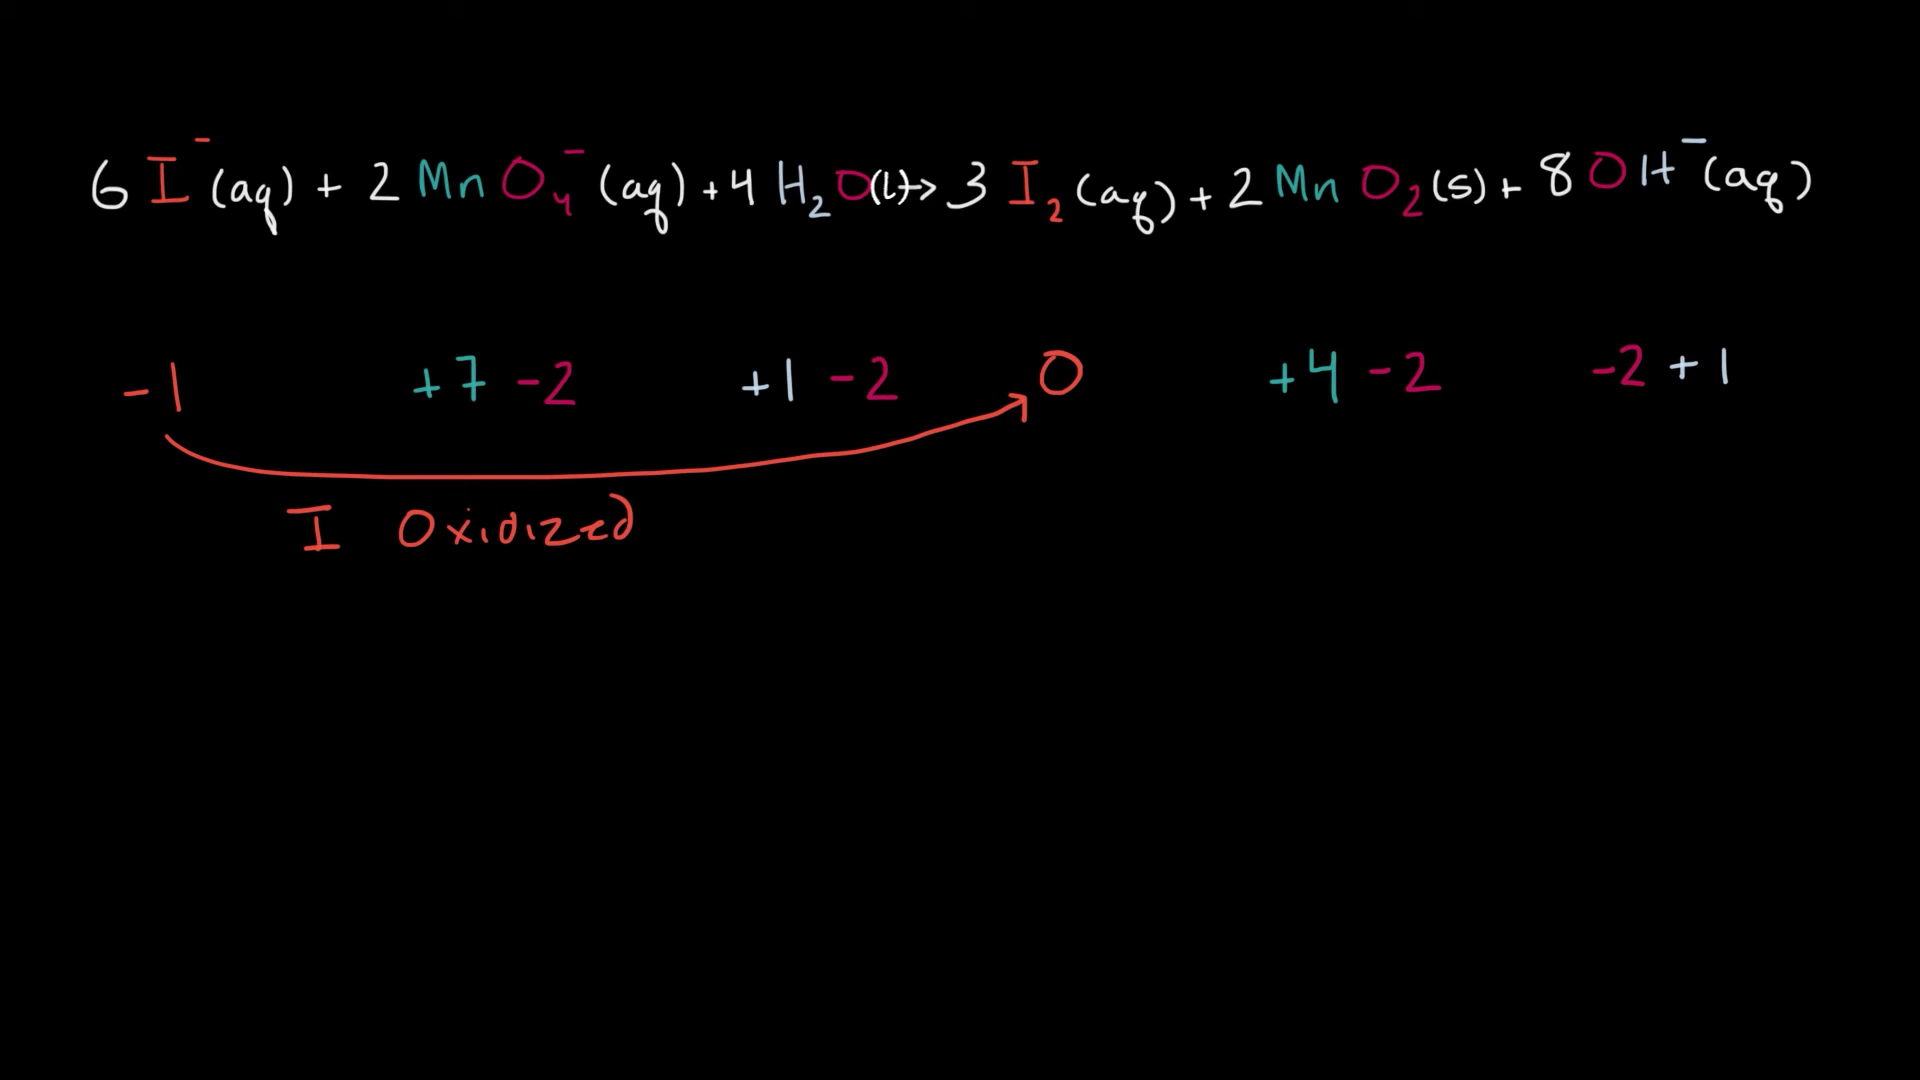 6 I⁻ (aq) + 2 MnO₄⁻ (aq) + 4 H₂O(l) → 3 I₂ (aq) + 2 MnO₂ (s) + 8 OH⁻ (aq)
-1 +7 -2 +1 -2 0 +4 -2 -2 +1
I Oxidized